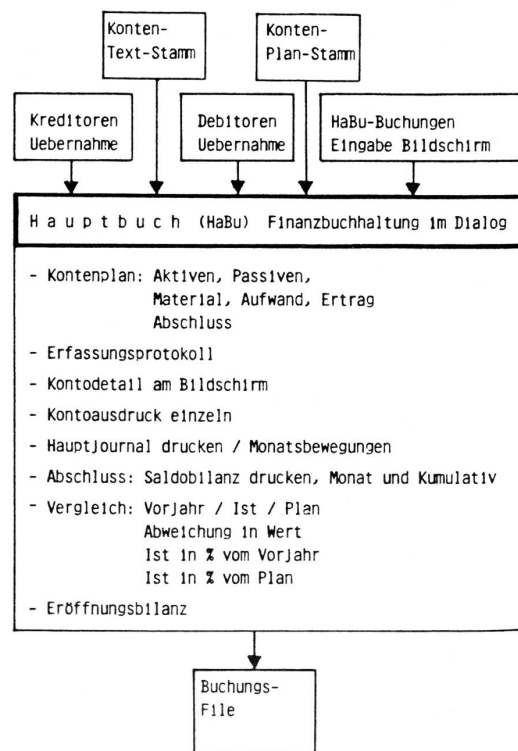 Konten-
Text-Stamm
Konten-
Plan-Stamm
Kreditoren
Uebernahme
Debitoren
Uebernahme
HaBu-Buchungen
Eingabe Bildschirm
H a u p t b u c h (HaBu) Finanzbuchhaltung im Dialog
- Kontenplan: Aktiven, Passiven,
Material, Aufwand, Ertrag
Abschluss
- Erfassungsprotokoll
- Kontodetail am Bildschirm
- Kontoausdruck einzeln
- Hauptjournal drucken / Monatsbewegungen
- Abschluss: Saldobilanz drucken, Monat und Kumulativ
- Vergleich: Vorjahr / Ist / Plan
Abweichung in Wert
Ist in % vom Vorjahr
Ist in % vom Plan
- Eröffnungsbilanz
Buchungs-
File